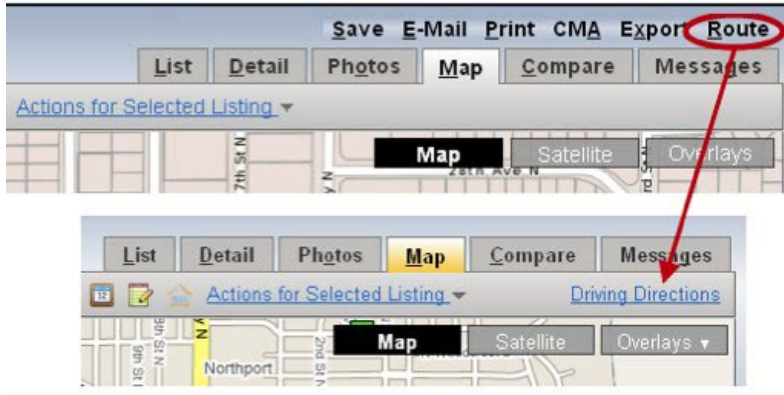 Save E-Mail Print CMA Export Route
List Detail Photos Map Compare Messages
Actions for Selected Listing
Map Satellite Overlays
7th St N
28th Ave N
List Detail Photos Map Compare Messages
Actions for Selected Listing Driving Directions
Map Satellite Overlays
9th St N
8th St N
Northport
2nd St N